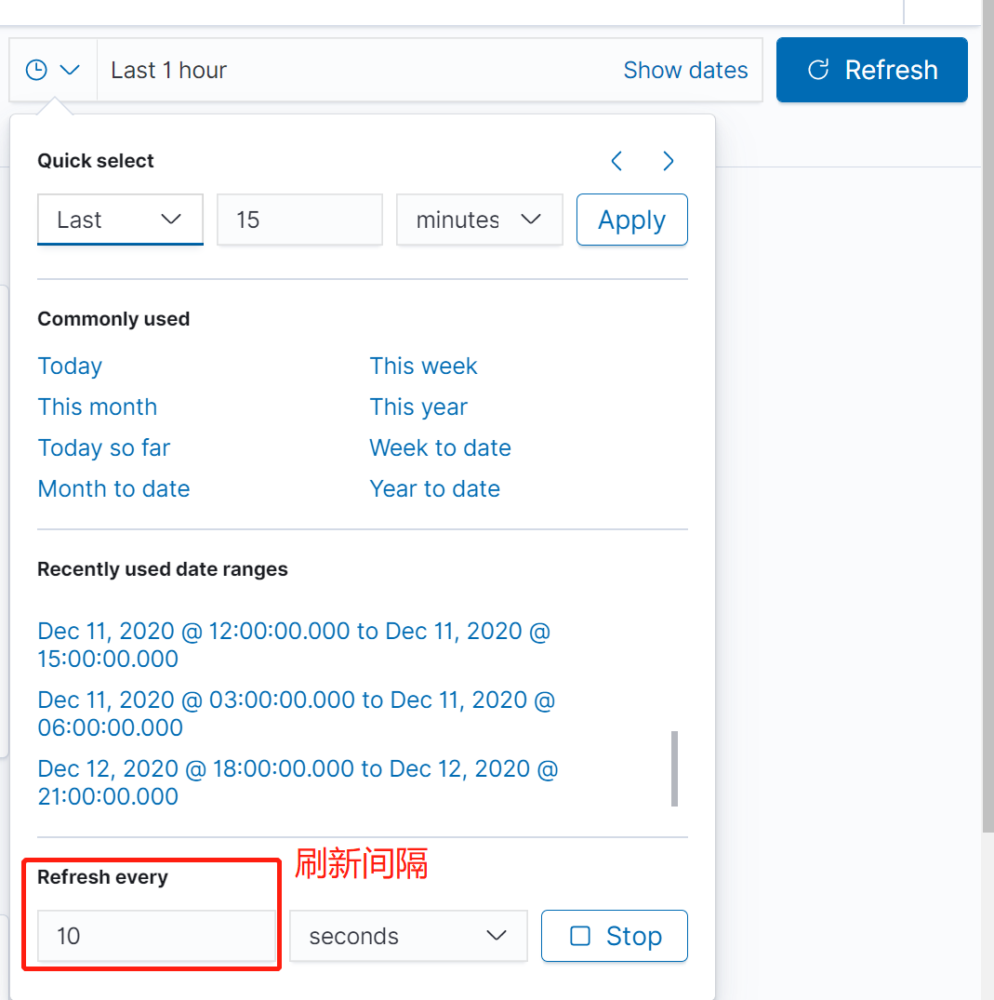 Last 1 hour
Show dates
Refresh
Quick select
Last
15
minutes
Apply
Commonly used
Today
This week
This month
This year
Today so far
Week to date
Month to date
Year to date
Recently used date ranges
Dec 11, 2020 @ 12:00:00.000 to Dec 11, 2020 @
15:00:00.000
Dec 11, 2020 @ 03:00:00.000 to Dec 11, 2020 @
06:00:00.000
Dec 12, 2020 @ 18:00:00.000 to Dec 12, 2020 @
21:00:00.000
Refresh every
刷新间隔
10
seconds
Stop